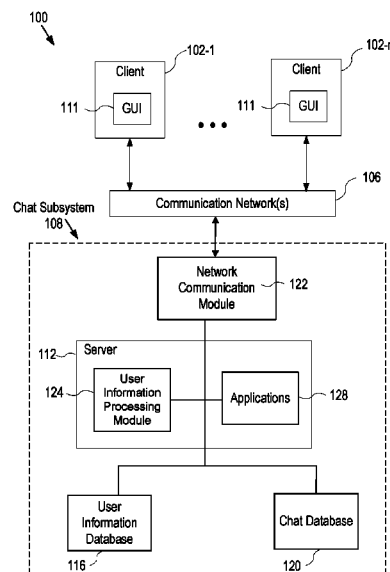 100
102-1
102-n
Client
Client
111
GUI
111
GUI
106
Communication Network(s)
Chat Subsystem
108
Network
Communication
Module
122
112
Server
124
User
Information
Processing
Module
Applications
128
User
Information
Database
116
Chat Database
120